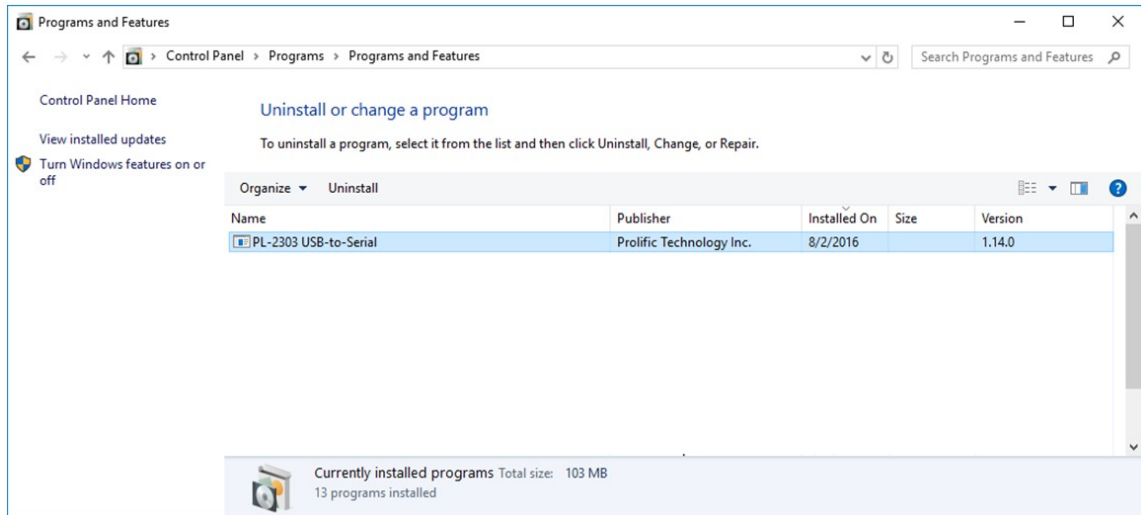 Programs and Features
Control Panel > Programs > Programs and Features
Search Programs and Features
Control Panel Home
View installed updates
Turn Windows features on or
off
Uninstall or change a program
To uninstall a program, select it from the list and then click Uninstall, Change, or Repair.
Organize Uninstall
Name Publisher Installed On Size Version
PL-2303 USB-to-Serial Prolific Technology Inc. 8/2/2016 1.14.0
Currently installed programs Total size: 103 MB
13 programs installed